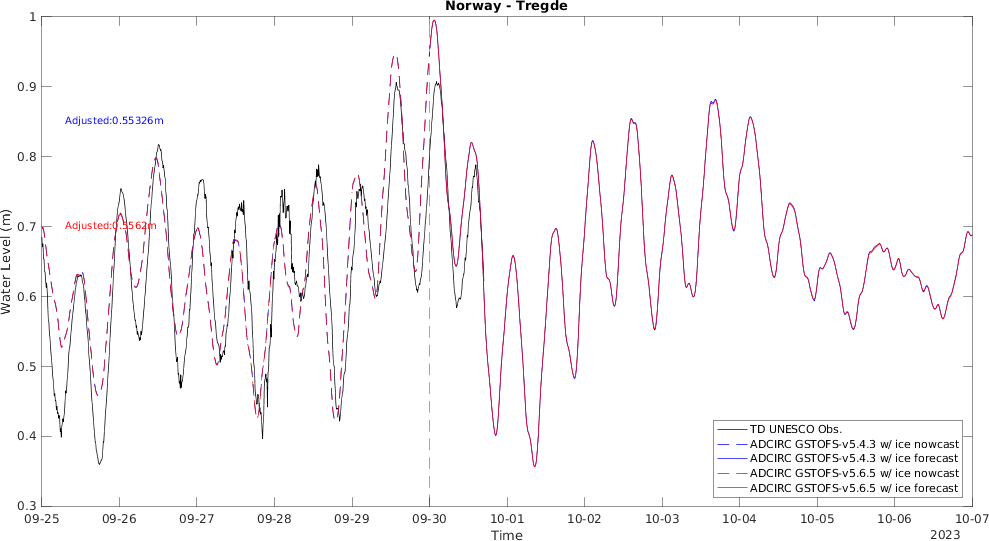 Norway - Tregde
1
0.9
0.8
0.7
0.6
0.5
0.4
0.3
Water Level (m)
Adjusted:0.55326m
Adjusted:0.5562m
TD UNESCO Obs.
ADCIRC GSTOFS-v5.4.3 w/ ice nowcast
ADCIRC GSTOFS-v5.4.3 w/ ice forecast
ADCIRC GSTOFS-v5.6.5 w/ ice nowcast
ADCIRC GSTOFS-v5.6.5 w/ ice forecast
09-25 09-26 09-27 09-28 09-29 09-30 10-01 10-02 10-03 10-04 10-05 10-06 10-07
Time
2023